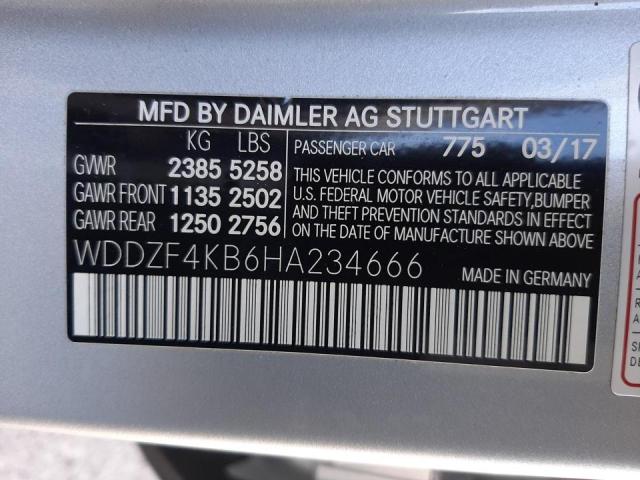 MFD BY DAIMLER AG STUTTGART
KG LBS
GVWR 2385 5258
GAWR FRONT 1135 2502
GAWR REAR 1250 2756
PASSENGER CAR 775 03/17
THIS VEHICLE CONFORMS TO ALL APPLICABLE
U.S. FEDERAL MOTOR VEHICLE SAFETY,BUMPER
AND THEFT PREVENTION STANDARDS IN EFFECT
ON THE DATE OF MANUFACTURE SHOWN ABOVE
WDDZF4KB6HA234666 MADE IN GERMANY